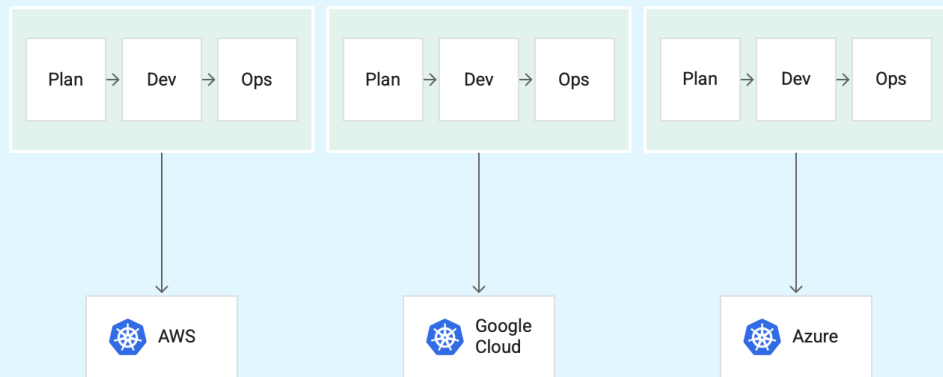 Plan
Dev
Ops
Plan
Dev
Ops
Plan
Dev
Ops
AWS
Google
Cloud
Azure